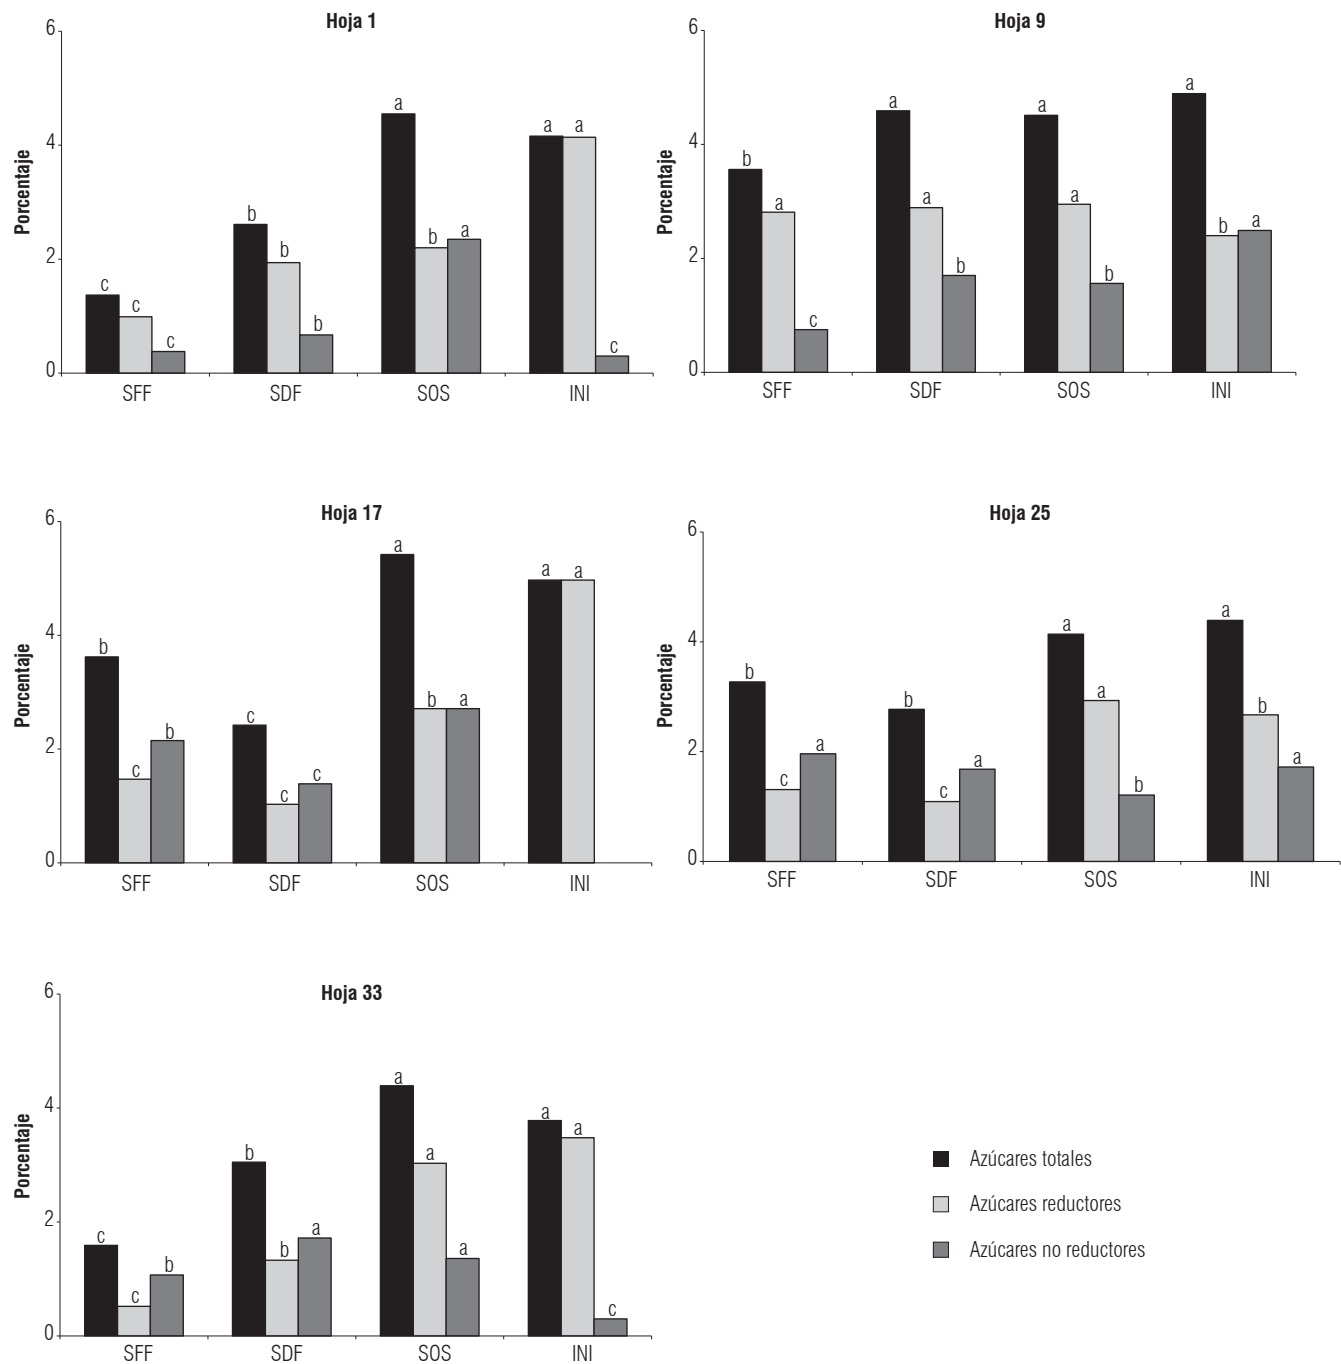 Hoja 1
Porcentaje
6
4
2
0
c c c
b b b
a b a
a a c
SFF SDF SOS INI
Hoja 9
Porcentaje
6
4
2
0
b a c
a a b
a a b
a b a
SFF SDF SOS INI
Hoja 17
Porcentaje
6
4
2
0
b c b
c c c
a b a
a a
SFF SDF SOS INI
Hoja 25
Porcentaje
6
4
2
0
b c a
b c a
a a b
a b a
SFF SDF SOS INI
Hoja 33
Porcentaje
6
4
2
0
c c b
b b a
a a a
a a c
SFF SDF SOS INI
Azúcares totales
Azúcares reductores
Azúcares no reductores